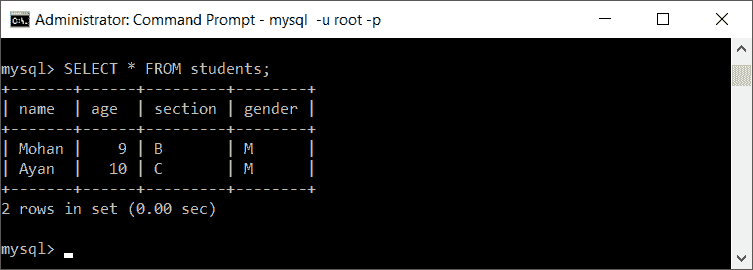 Administrator: Command Prompt - mysql  -u root -p
mysql> SELECT * FROM students;
+-------+------+---------+--------+
| name  | age  | section | gender |
+-------+------+---------+--------+
| Mohan |    9 | B       | M      |
| Ayan  |   10 | C       | M      |
+-------+------+---------+--------+
2 rows in set (0.00 sec)
mysql>